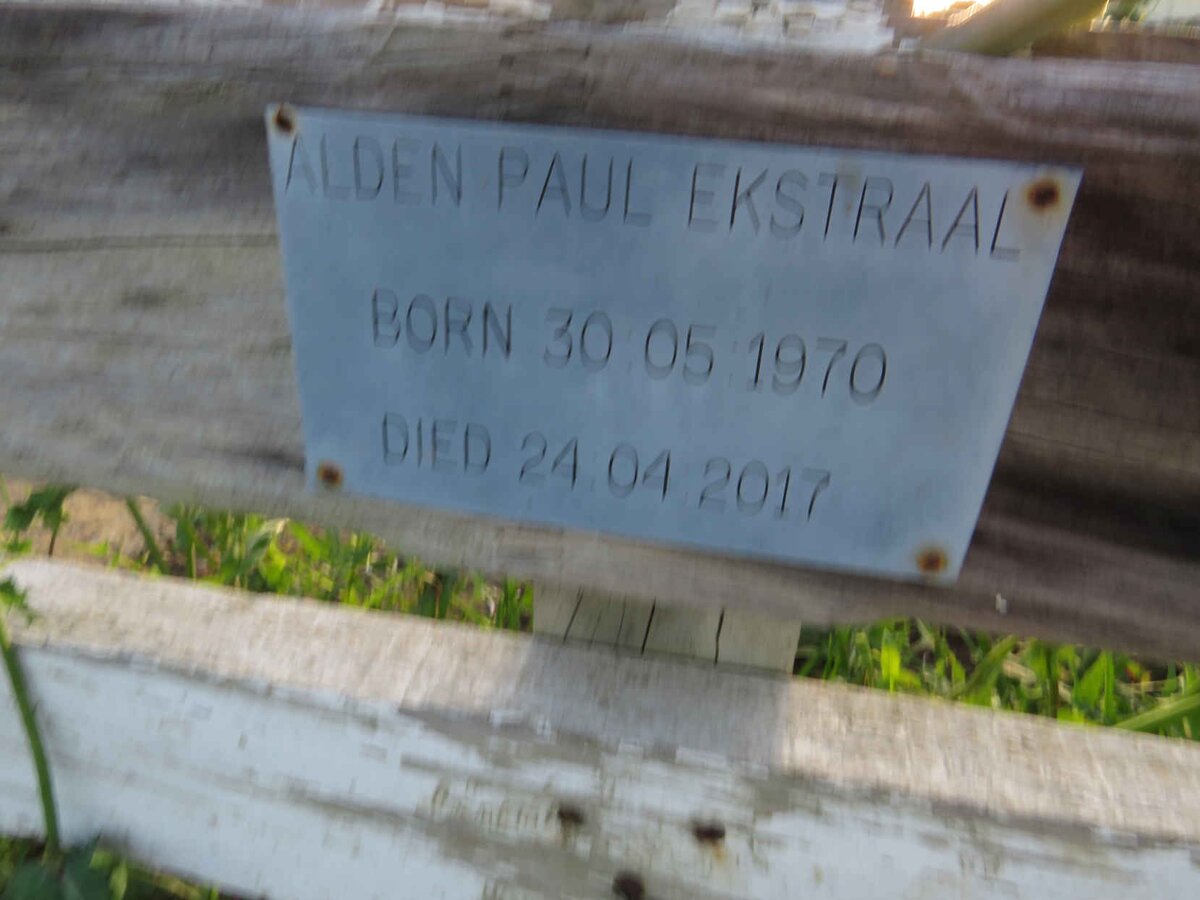 ALDEN PAUL EKSTRAAL
BORN 30.05.1970
DIED 24.04.2017